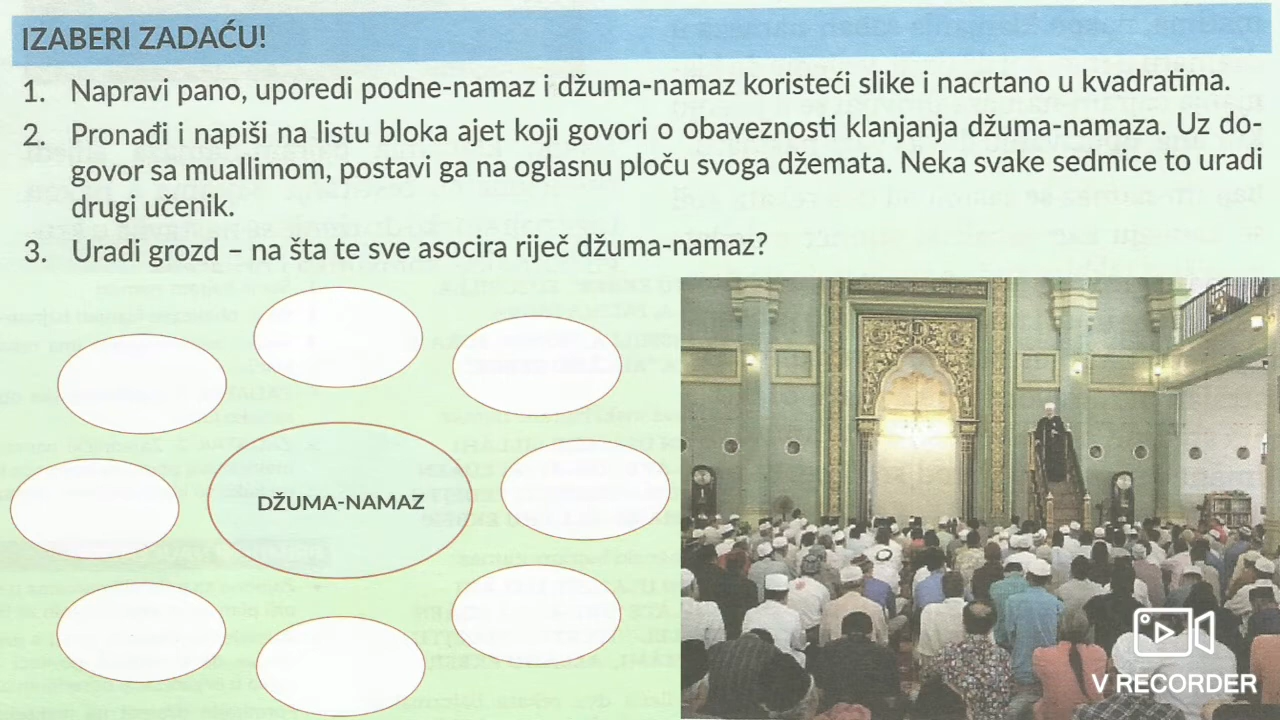 IZABERI ZADAĆU!
1. Napravi pano, uporedi podne-namaz i džuma-namaz koristeći slike i nacrtano u kvadratima.
2. Pronađi i napiši na listu bloka ajet koji govori o obaveznosti klanjanja džuma-namaza. Uz do-
govor sa muallimom, postavi ga na oglasnu ploču svoga džemata. Neka svake sedmice to uradi
drugi učenik.
3. Uradi grozd – na šta te sve asocira riječ džuma-namaz?
DŽUMA-NAMAZ
V RECORDER